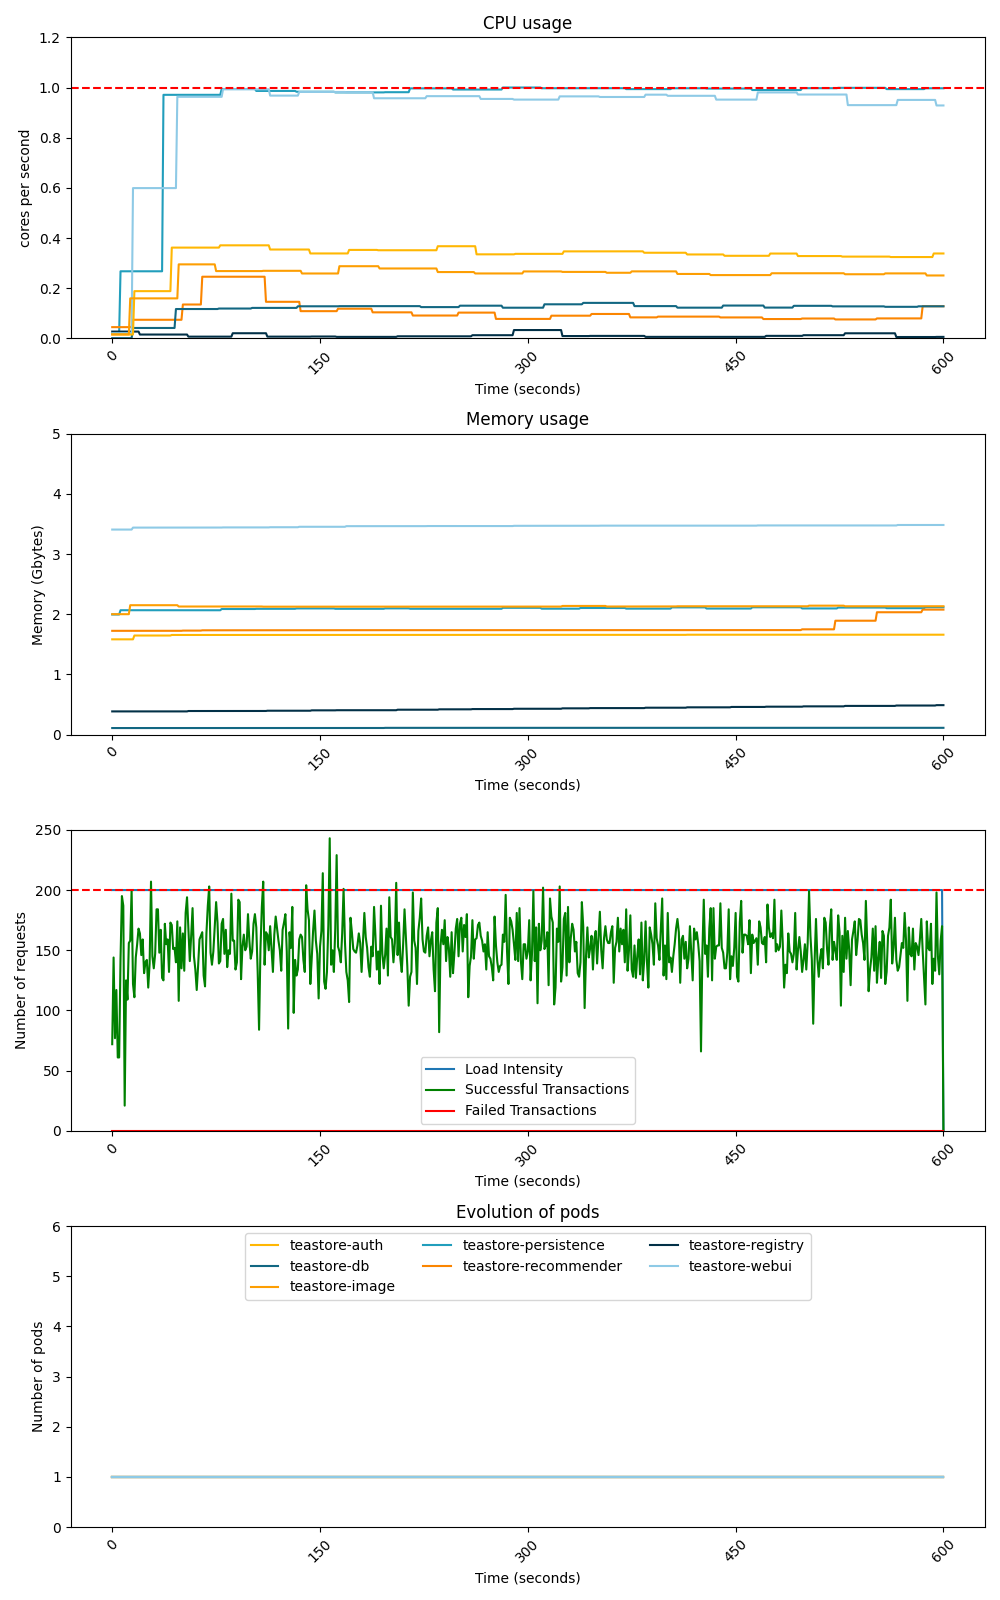 CPU usage
1.2
1.0
0.8
0.6
0.4
0.2
0.0
cores per second
0
150
300
450
600
Time (seconds)
Memory usage
5
4
3
2
1
0
Memory (Gbytes)
0
150
300
450
600
Time (seconds)
250
200
150
100
50
0
Number of requests
Load Intensity
Successful Transactions
Failed Transactions
0
150
300
450
600
Time (seconds)
Evolution of pods
6
5
4
3
2
1
0
Number of pods
teastore-auth
teastore-db
teastore-image
teastore-persistence
teastore-recommender
teastore-registry
teastore-webui
0
150
300
450
600
Time (seconds)